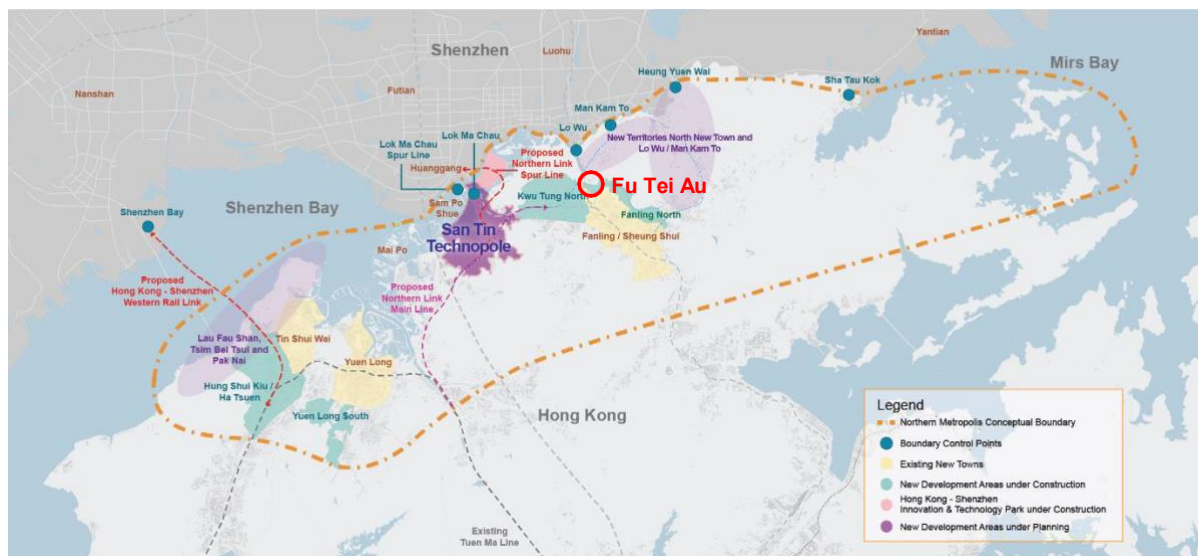 Yantian
Shenzhen
Luohu
Mirs Bay
Heung Yuen Wai
Sha Tau Kok
Nanshan
Futian
Man Kam To
Lo Wu
Lok Ma Chau
Lok Ma Chau
Spur Line
New Territories North New Town and
Lo Wu / Man Kam To
Huanggang
Proposed
Northern Link
Spur Line
Fu Tei Au
Kwu Tung North
Shenzhen Bay
Shenzhen Bay
Sam Po
Shue
Fanling North
San Tin
Technopole
Fanling / Sheung Shui
Mai Po
Proposed
Hong Kong - Shenzhen
Western Rail Link
Proposed
Northern Link
Main Line
Lau Fau Shan,
Tsim Bei Tsui and
Pak Nai
Tin Shui Wai
Yuen Long
Hung Shui Kiu /
Ha Tsuen
Yuen Long South
Hong Kong
Existing
Tuen Ma Line
Legend
Northern Metropolis Conceptual Boundary
Boundary Control Points
Existing New Towns
New Development Areas under Construction
Hong Kong - Shenzhen
Innovation & Technology Park under Construction
New Development Areas under Planning